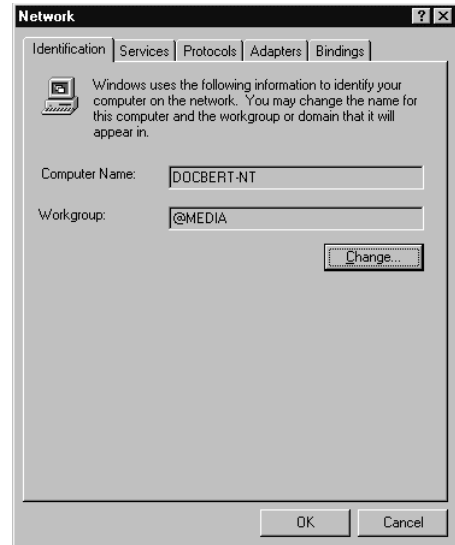 Network
Identification Services Protocols Adapters Bindings
Windows uses the following information to identify your
computer on the network. You may change the name for
this computer and the workgroup or domain that it will
appear in.
Computer Name: DOCBERT-NT
Workgroup: @MEDIA
Change...
OK Cancel